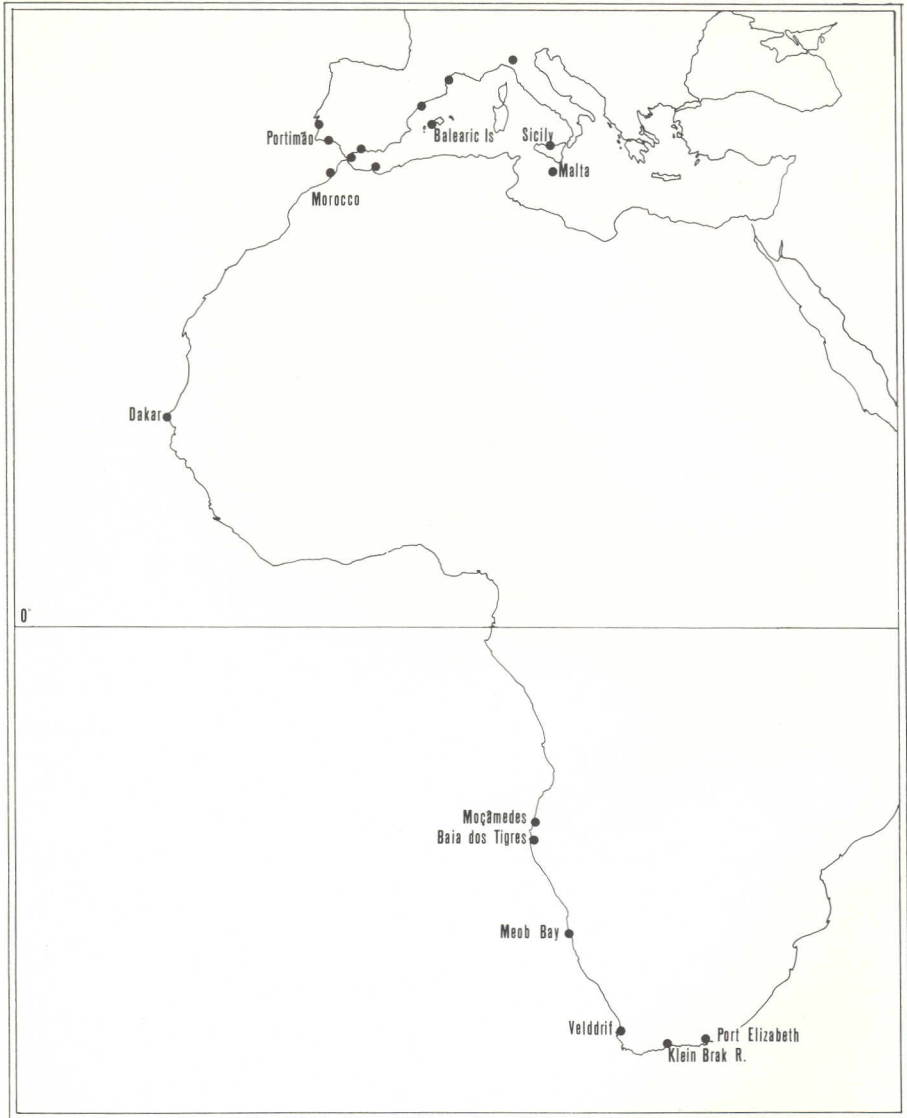 Portimão
Balearic Is
Sicily
Malta
Morocco
Dakar
0°
Moçâmedes
Baia dos Tigres
Meob Bay
Velddrif
Port Elizabeth
Klein Brak R.